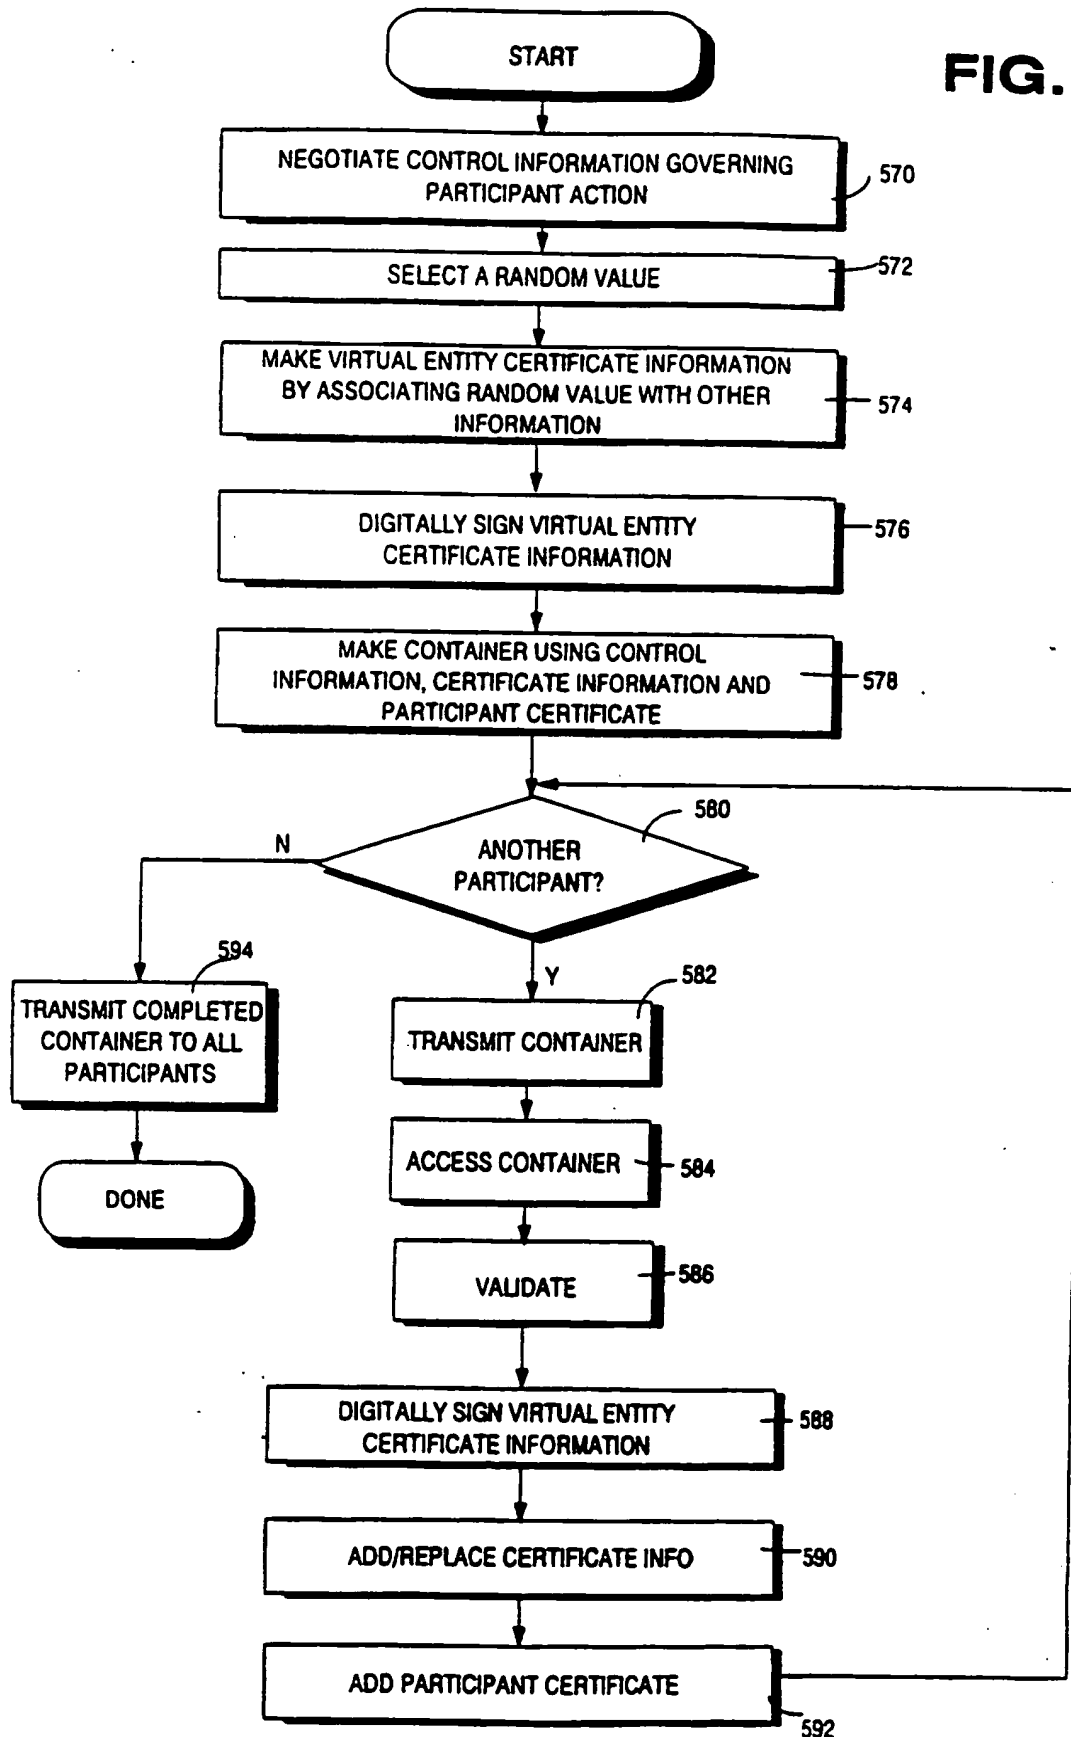 START
FIG.
NEGOTIATE CONTROL INFORMATION GOVERNING
PARTICIPANT ACTION
570
SELECT A RANDOM VALUE
572
MAKE VIRTUAL ENTITY CERTIFICATE INFORMATION
BY ASSOCIATING RANDOM VALUE WITH OTHER
INFORMATION
574
DIGITALLY SIGN VIRTUAL ENTITY
CERTIFICATE INFORMATION
576
MAKE CONTAINER USING CONTROL
INFORMATION, CERTIFICATE INFORMATION AND
PARTICIPANT CERTIFICATE
578
580
N
ANOTHER
PARTICIPANT?
Y
594
TRANSMIT COMPLETED
CONTAINER TO ALL
PARTICIPANTS
DONE
582
TRANSMIT CONTAINER
ACCESS CONTAINER
584
VALIDATE
586
DIGITALLY SIGN VIRTUAL ENTITY
CERTIFICATE INFORMATION
588
ADD/REPLACE CERTIFICATE INFO
590
ADD PARTICIPANT CERTIFICATE
592